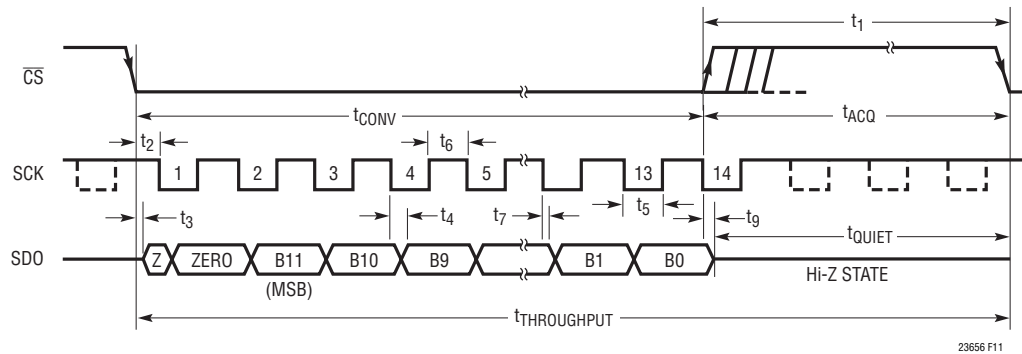 t1
CS
tCONV
tACQ
t2
t6
SCK
1
2
3
4
5
13
14
t3
t4
t7
t5
t9
tQUIET
SDO
Z
ZERO
B11
B10
B9
B1
B0
(MSB)
Hi-Z STATE
tTHROUGHPUT
23656 F11